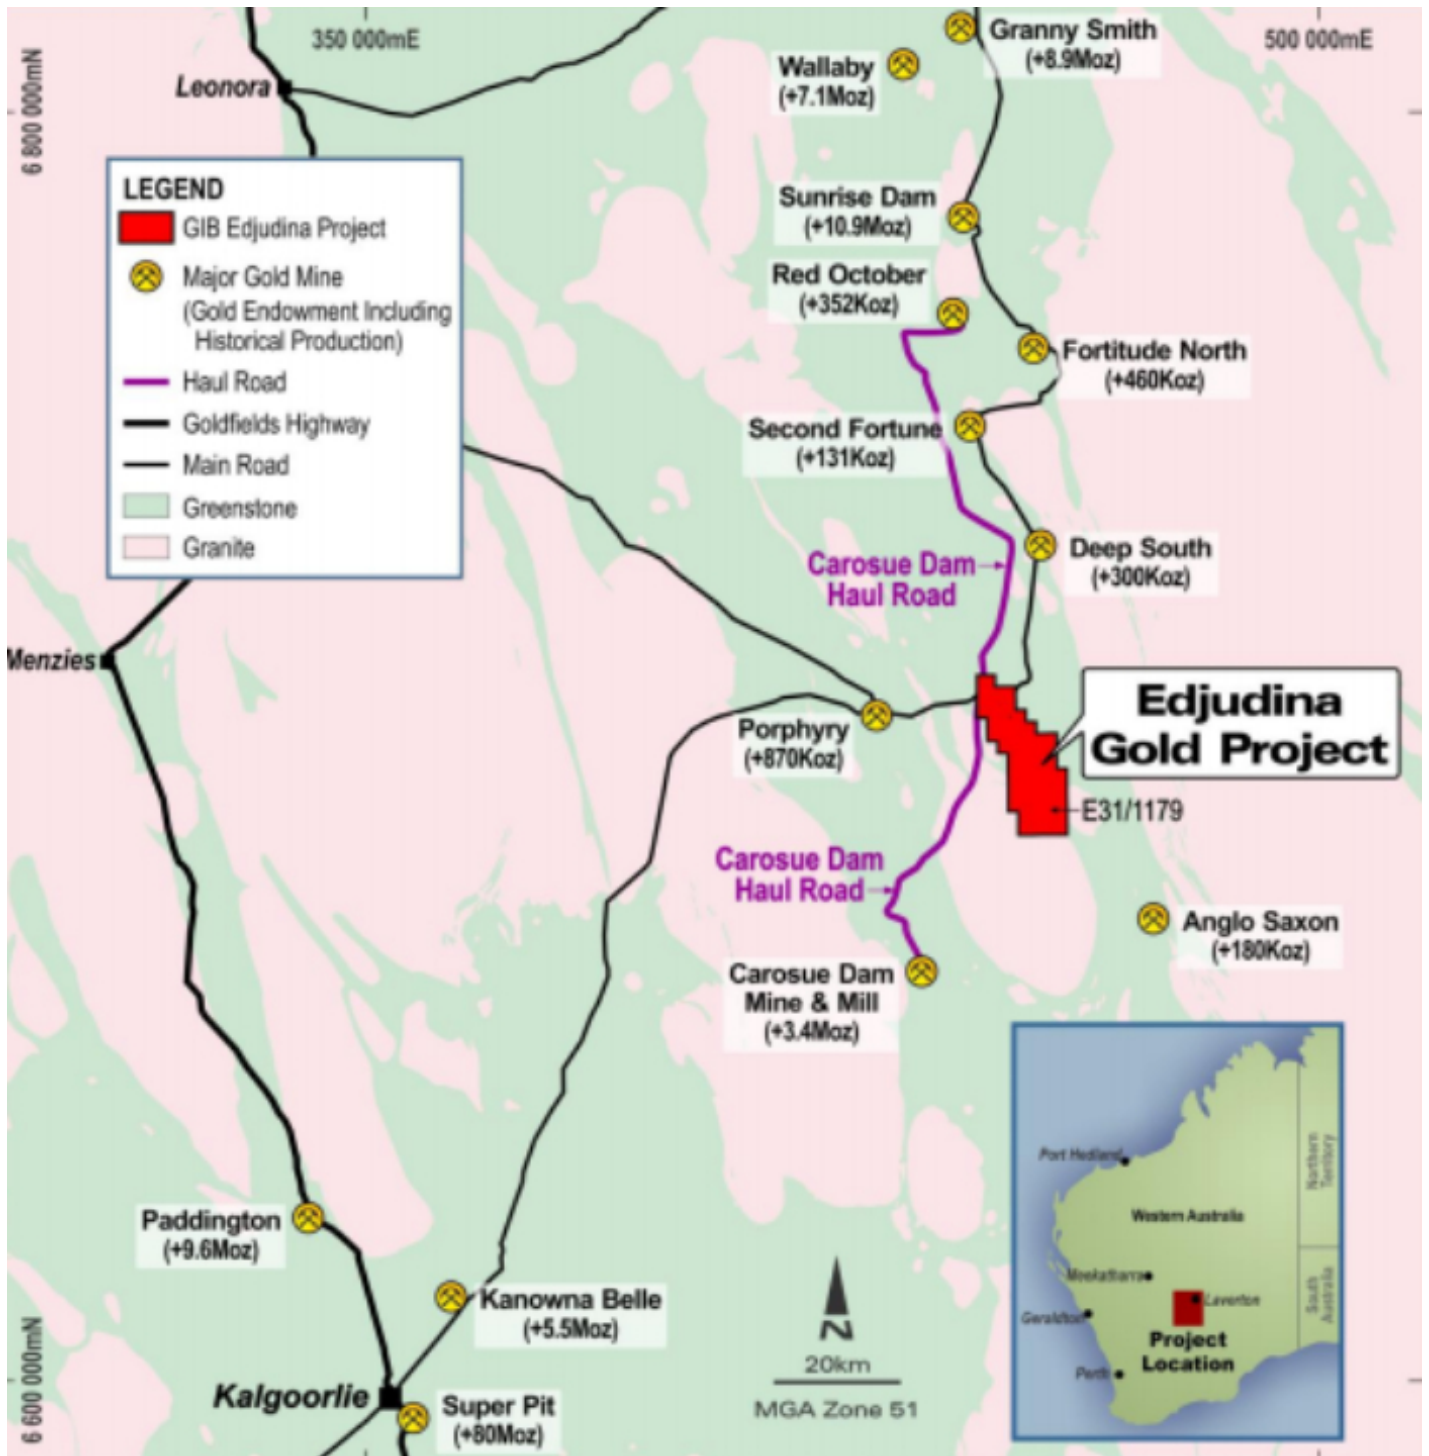 350 000mE
500 000mE
6 800 000mN
6 600 000mN
Leonora
Granny Smith
(+8.9Moz)
Wallaby
(+7.1Moz)
LEGEND
GIB Edjudina Project
Major Gold Mine
(Gold Endowment Including
Historical Production)
Haul Road
Goldfields Highway
Main Road
Greenstone
Granite
Sunrise Dam
(+10.9Moz)
Red October
(+352Koz)
Fortitude North
(+460Koz)
Second Fortune
(+131Koz)
Deep South
(+300Koz)
Carosue Dam
Haul Road
Menzies
Edjudina
Gold Project
Porphyry
(+870Koz)
E31/1179
Carosue Dam
Haul Road
Anglo Saxon
(+180Koz)
Carosue Dam
Mine & Mill
(+3.4Moz)
Paddington
(+9.6Moz)
Kanowna Belle
(+5.5Moz)
Kalgoorlie
Super Pit
(+80Moz)
N
20km
MGA Zone 51
Port Hedland
Northern
Territory
Western Australia
Meekatharra
South
Australia
Laverton
Geraldton
Project
Location
Perth